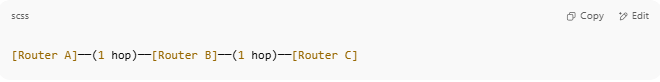 scss Copy Edit
[Router A]──(1 hop)──[Router B]──(1 hop)──[Router C]